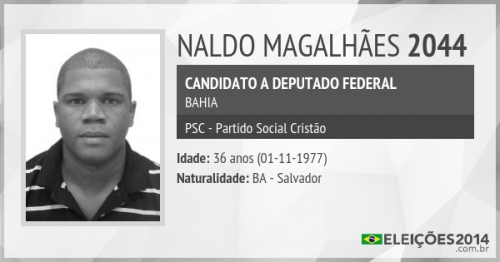 NALDO MAGALHÃES 2044
CANDIDATO A DEPUTADO FEDERAL
BAHIA
PSC - Partido Social Cristão
Idade: 36 anos (01-11-1977)
Naturalidade: BA - Salvador
ELEIÇÕES2014
.com.br